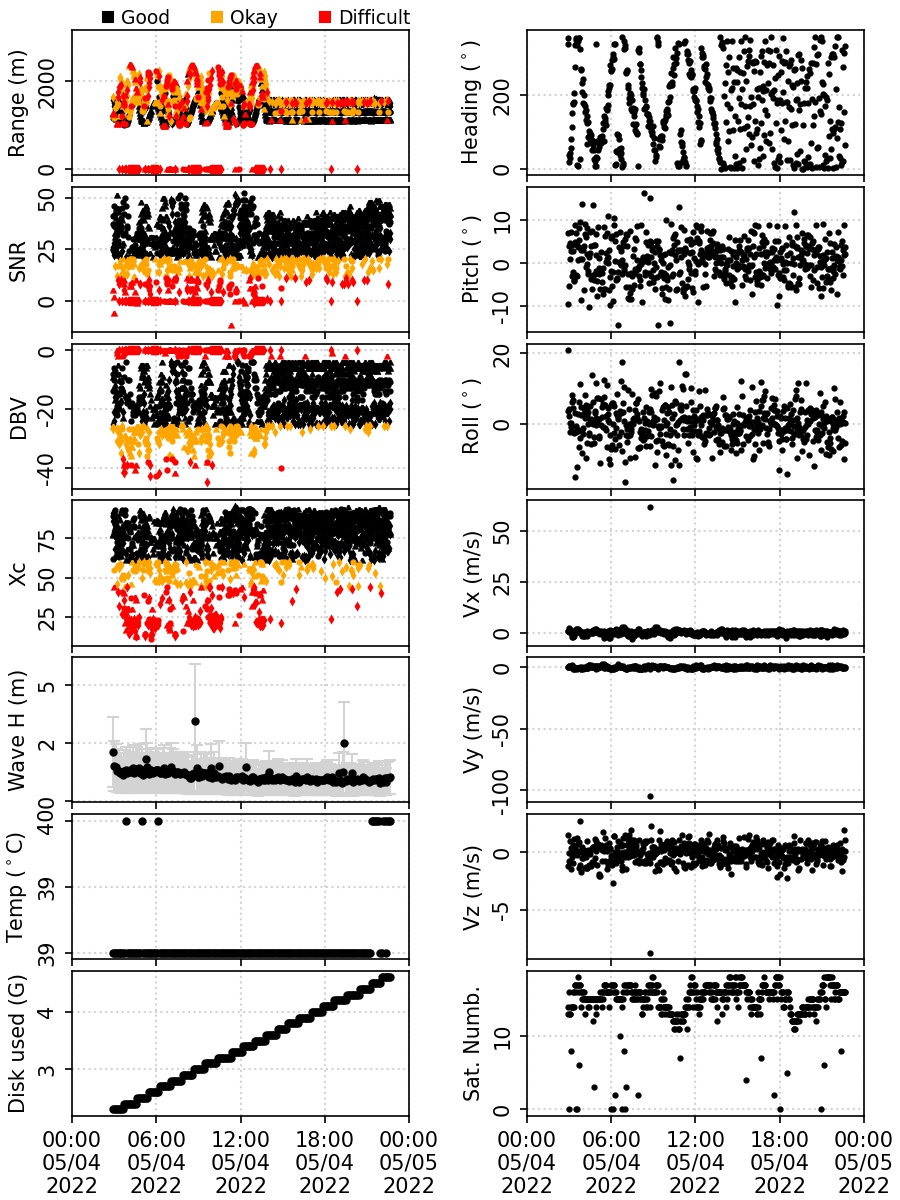 Good Okay Difficult
Range (m)
2000
0
Heading (°)
200
0
SNR
50
25
0
Pitch (°)
10
0
-10
DBV
0
-20
-40
Roll (°)
20
0
Xc
75
50
25
Vx (m/s)
50
25
0
Wave H (m)
5
2
0
Vy (m/s)
0
-50
-100
Temp (°C)
40
39
39
Vz (m/s)
0
-5
Disk used (G)
4
3
Sat. Numb.
10
0
00:00 06:00 12:00 18:00 00:00
05/04 05/04 05/04 05/04 05/05
2022 2022 2022 2022 2022
00:00 06:00 12:00 18:00 00:00
05/04 05/04 05/04 05/04 05/05
2022 2022 2022 2022 2022